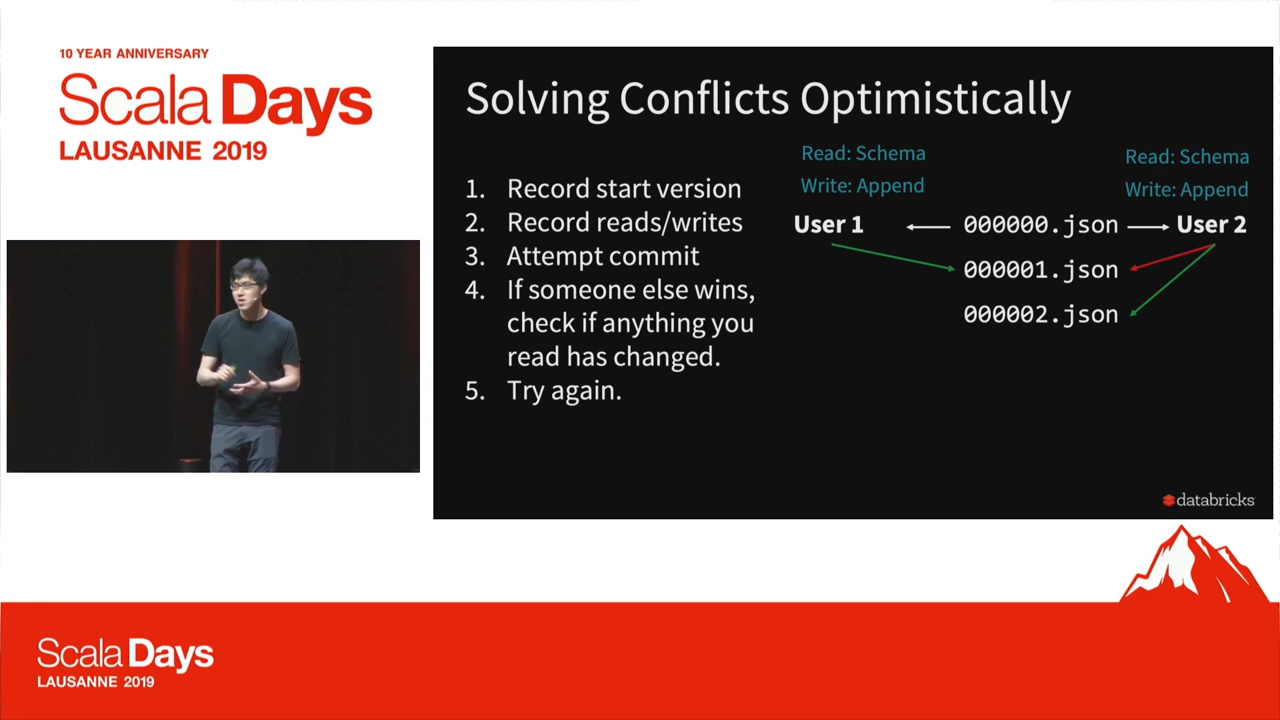 10 YEAR ANNIVERSARY
Scala Days
LAUSANNE 2019
Solving Conflicts Optimistically
1. Record start version
2. Record reads/writes
3. Attempt commit
4. If someone else wins,
check if anything you
read has changed.
5. Try again.
Read: Schema
Write: Append
Read: Schema
Write: Append
User 1
000000.json
User 2
000001.json
000002.json
databricks
Scala Days
LAUSANNE 2019